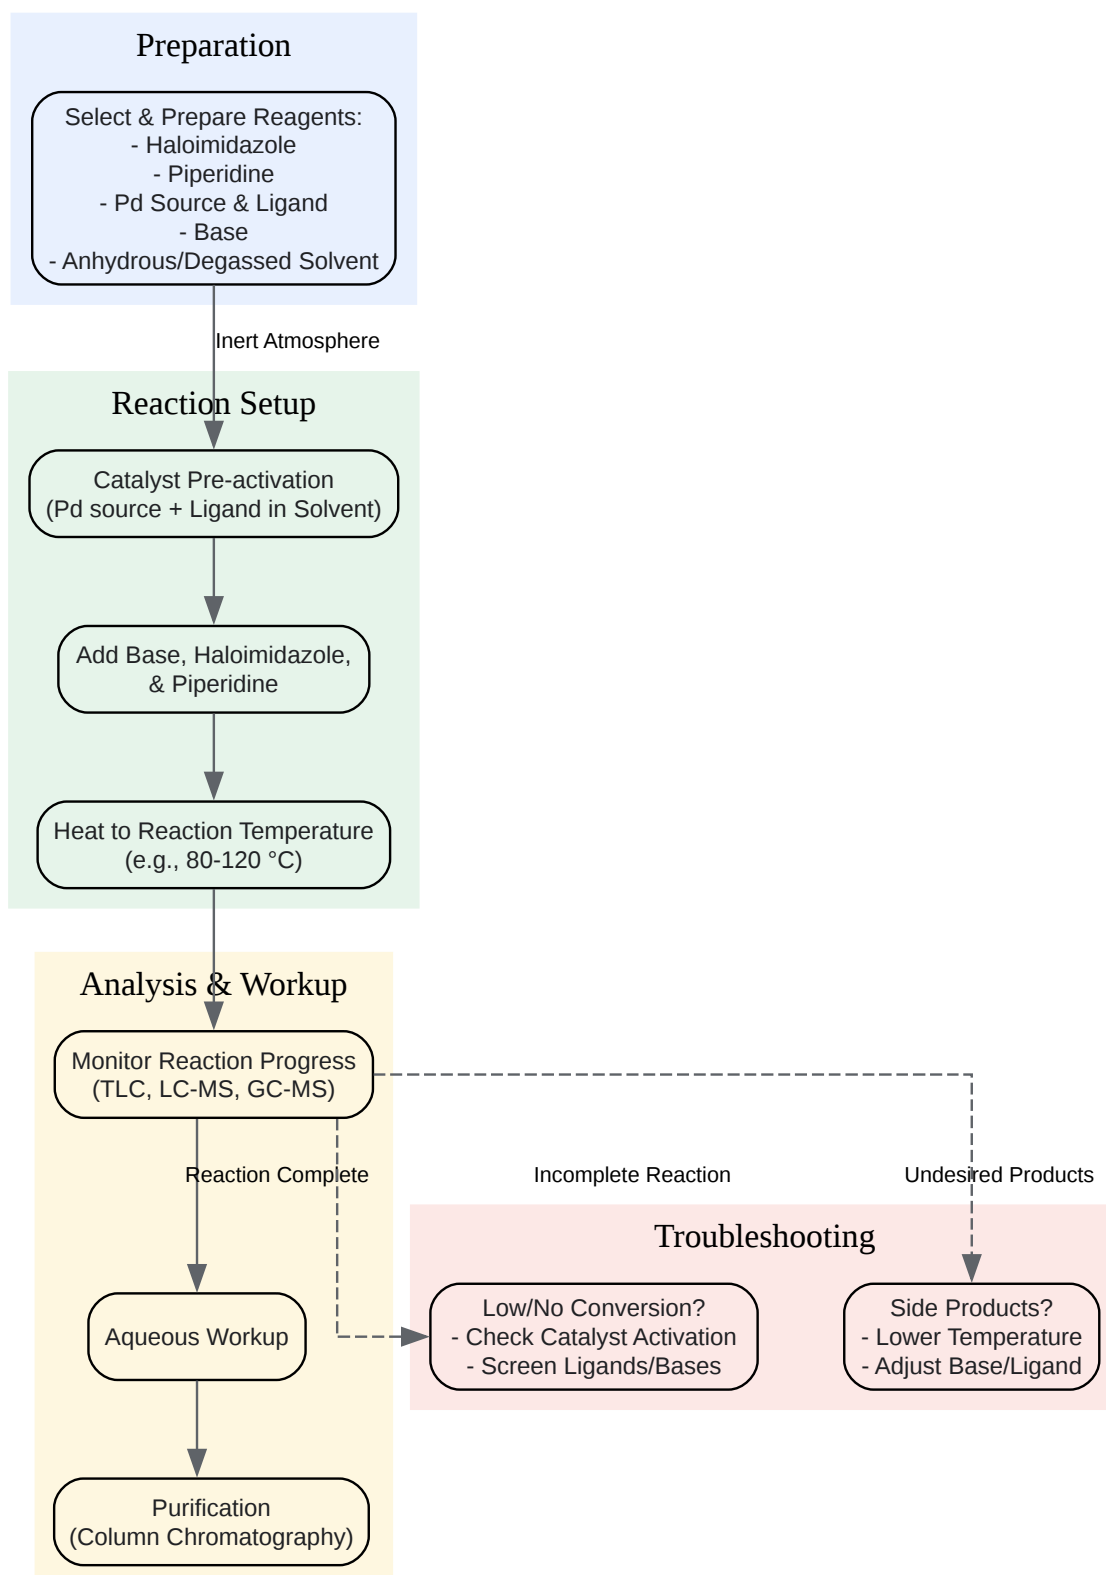 Preparation
Select & Prepare Reagents:
- Haloimidazole
- Piperidine
- Pd Source & Ligand
- Base
- Anhydrous/Degassed Solvent
Inert Atmosphere
Reaction Setup
Catalyst Pre-activation
(Pd source + Ligand in Solvent)
Add Base, Haloimidazole,
& Piperidine
Heat to Reaction Temperature
(e.g., 80-120 °C)
Analysis & Workup
Monitor Reaction Progress
(TLC, LC-MS, GC-MS)
Reaction Complete
Incomplete Reaction
Undesired Products
Troubleshooting
Low/No Conversion?
- Check Catalyst Activation
- Screen Ligands/Bases
Side Products?
- Lower Temperature
- Adjust Base/Ligand
Aqueous Workup
Purification
(Column Chromatography)